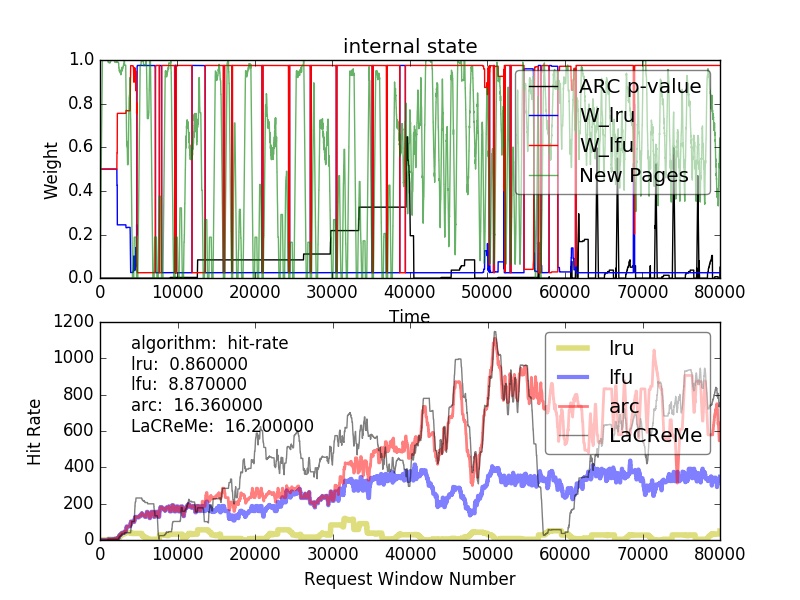 internal state
1.0
0.8
0.6
0.4
0.2
0.0
Weight
ARC p-value
W_lru
W_lfu
New Pages
0 10000 20000 30000 40000 50000 60000 70000 80000
Time
1200
1000
800
600
400
200
0
Hit Rate
algorithm:  hit-rate
lru:  0.860000
lfu:  8.870000
arc:  16.360000
LaCReMe:  16.200000
lru
lfu
arc
LaCReMe
0 10000 20000 30000 40000 50000 60000 70000 80000
Request Window Number